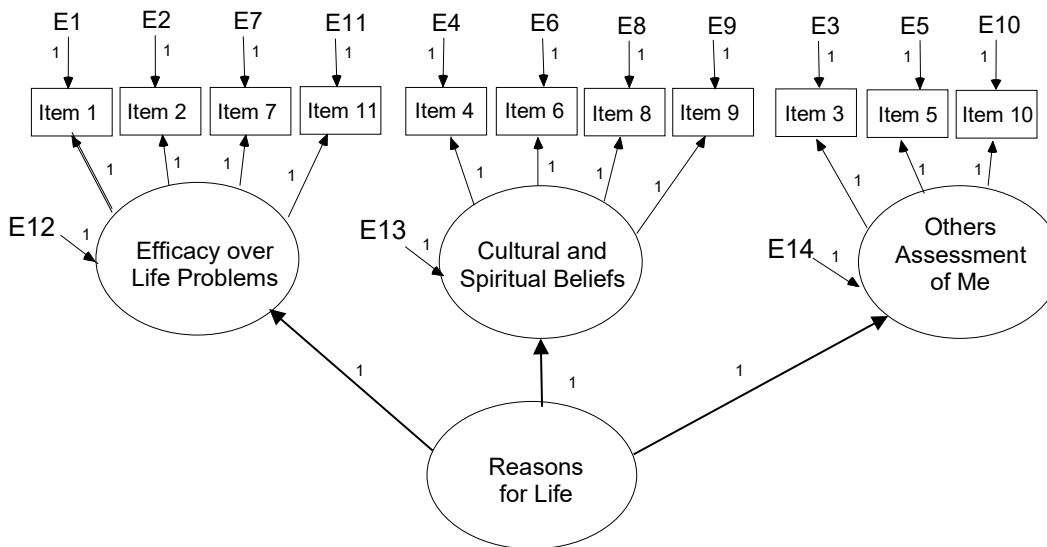 E1 E2 E7 E11 E4 E6 E8 E9 E3 E5 E10
1 1 1 1 1 1 1 1 1 1 1
Item 1 Item 2 Item 7 Item 11 Item 4 Item 6 Item 8 Item 9 Item 3 Item 5 Item 10
1 1 1 1 1 1 1 1 1 1 1
E12 1 E13 1 E14 1
Efficacy over
Life Problems
Cultural and
Spiritual Beliefs
Others
Assessment
of Me
1 1 1
Reasons
for Life